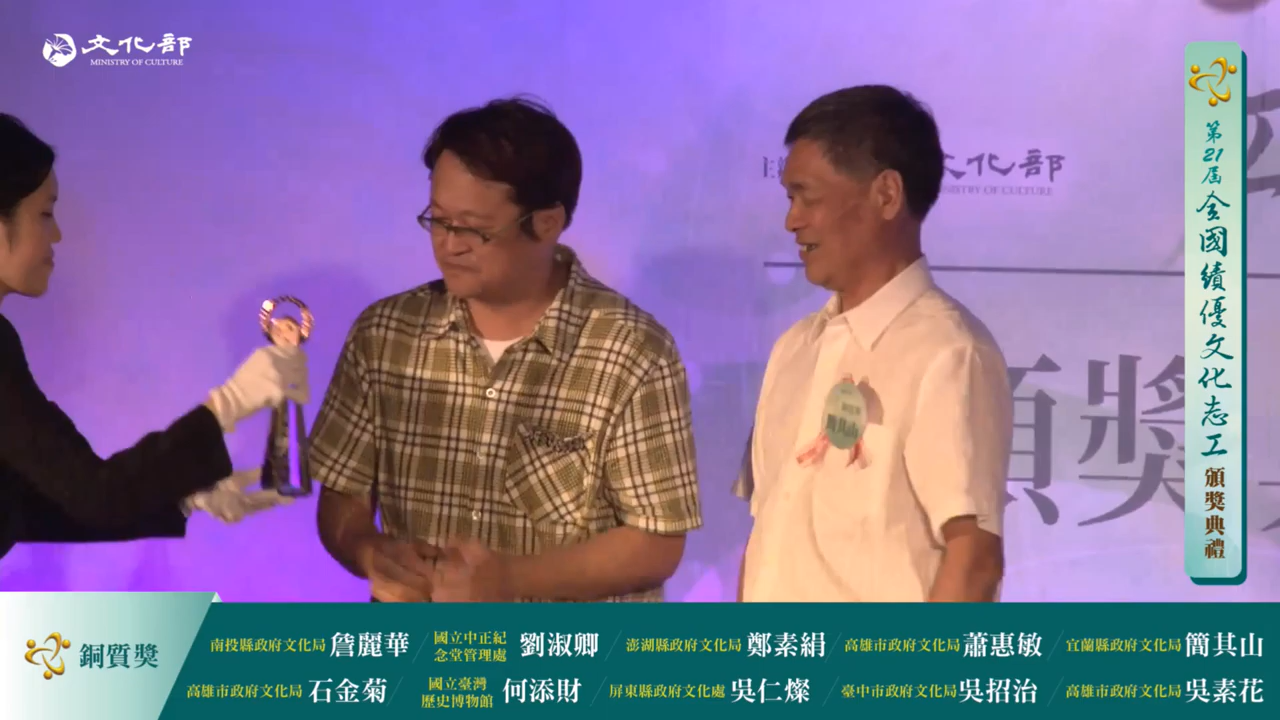 文化部
MINISTRY OF CULTURE
文化部
MINISTRY OF CULTURE
頒獎
簡其山
第21屆全國績優文化志工頒獎典禮
銅質獎
南投縣政府文化局 詹麗華
國立中正紀
念堂管理處 劉淑卿
澎湖縣政府文化局 鄭素絹
高雄市政府文化局 蕭惠敏
宜蘭縣政府文化局 簡其山
高雄市政府文化局 石金菊
國立臺灣
歷史博物館 何添財
屏東縣政府文化處 吳仁燦
臺中市政府文化局 吳招治
高雄市政府文化局 吳素花